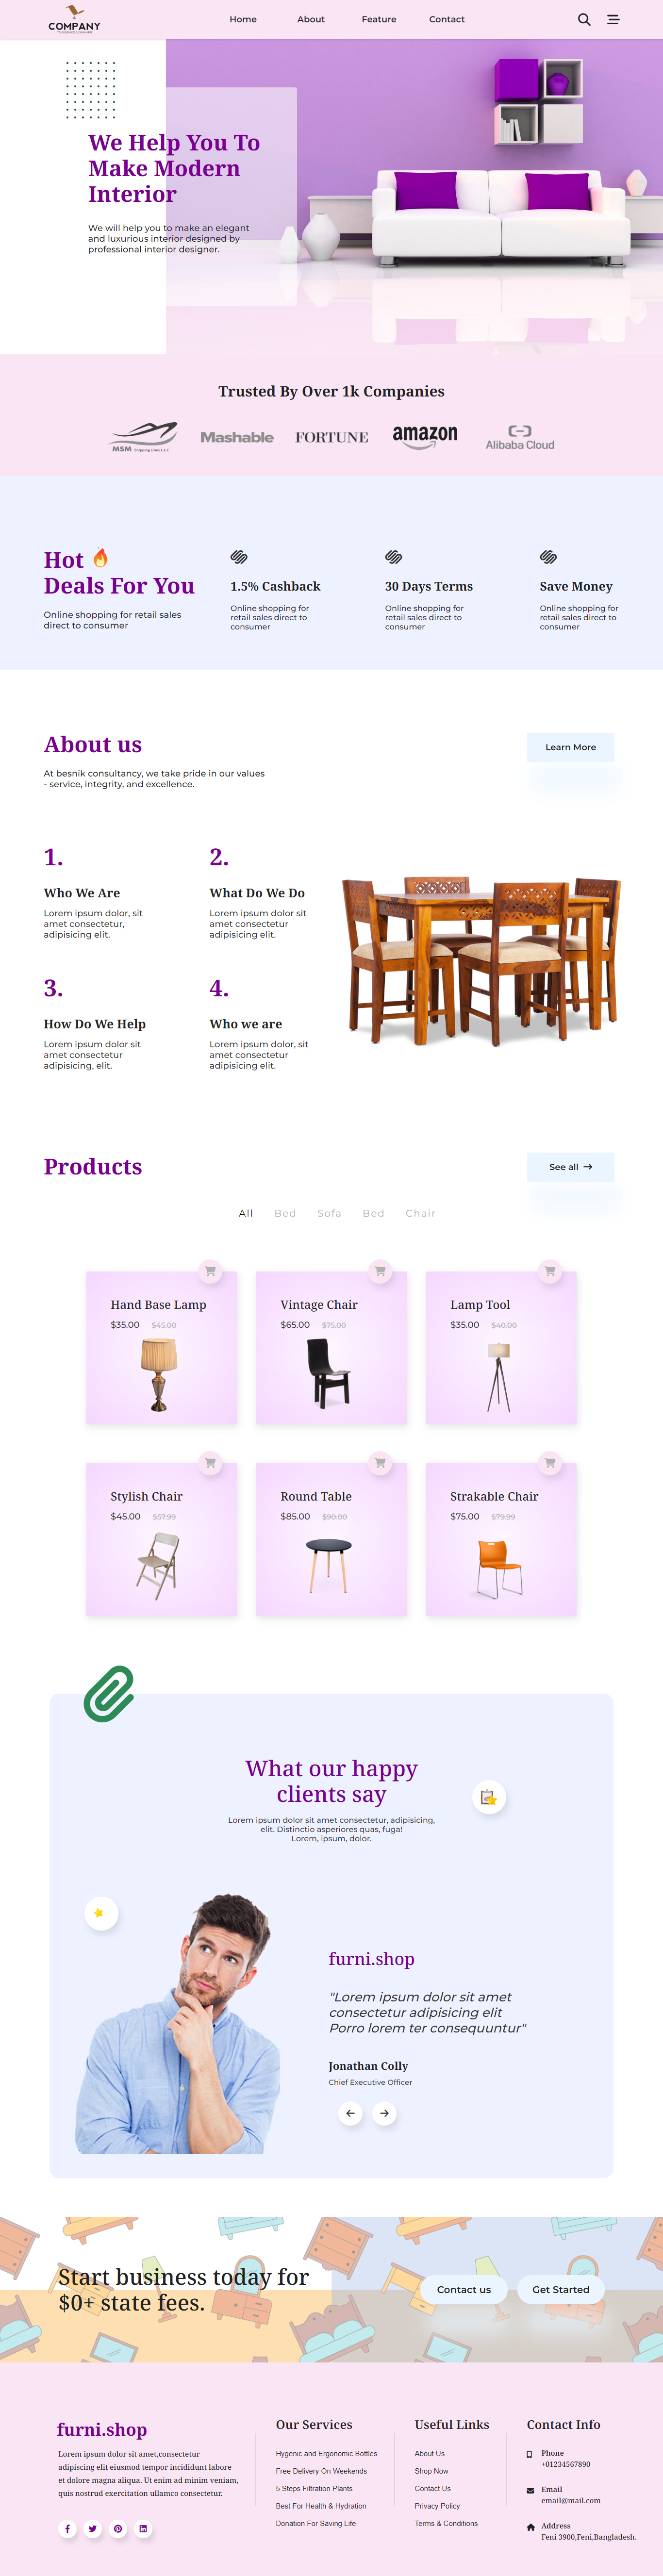 COMPANY
Home
About
Feature
Contact
We Help You To
Make Modern
Interior
We will help you to make an elegant
and luxurious interior designed by
professional interior designer.
Trusted By Over 1k Companies
MSM Shipping Lines L.L.C
Mashable
FORTUNE
amazon
Alibaba Cloud
Hot
Deals For You
Online shopping for retail sales
direct to consumer
1.5% Cashback
Online shopping for
retail sales direct to
consumer
30 Days Terms
Online shopping for
retail sales direct to
consumer
Save Money
Online shopping for
retail sales direct to
consumer
About us
At besnik consultancy, we take pride in our values
- service, integrity, and excellence.
Learn More
1.
Who We Are
Lorem ipsum dolor, sit
amet consectetur,
adipisicing elit.
2.
What Do We Do
Lorem ipsum dolor sit
amet consectetur
adipisicing elit.
3.
How Do We Help
Lorem ipsum dolor sit
amet consectetur
adipisicing, elit.
4.
Who we are
Lorem ipsum dolor, sit
amet consectetur
adipisicing elit.
Products
See all
All
Bed
Sofa
Bed
Chair
Hand Base Lamp
$35.00 $45.00
Vintage Chair
$65.00 $75.00
Lamp Tool
$35.00 $40.00
Stylish Chair
$45.00 $57.99
Round Table
$85.00 $90.00
Strakable Chair
$75.00 $79.99
What our happy
clients say
Lorem ipsum dolor sit amet consectetur, adipisicing,
elit. Distinctio asperiores quas, fuga!
Lorem, ipsum, dolor.
furni.shop
"Lorem ipsum dolor sit amet
consectetur adipisicing elit
Porro lorem ter consequuntur"
Jonathan Colly
Chief Executive Officer
Start business today for
$0+ state fees.
Contact us
Get Started
furni.shop
Lorem ipsum dolor sit amet,consectetur
adipiscing elit eiusmod tempor incididunt labore
et dolore magna aliqua. Ut enim ad minim veniam,
quis nostrud exercitation ullamco consectetur.
Our Services
Hygenic and Ergonomic Bottles
Free Delivery On Weekends
5 Steps Filtration Plants
Best For Health & Hydration
Donation For Saving Life
Useful Links
About Us
Shop Now
Contact Us
Privacy Policy
Terms & Conditions
Contact Info
Phone
+01234567890
Email
email@mail.com
Address
Feni 3900,Feni,Bangladesh.